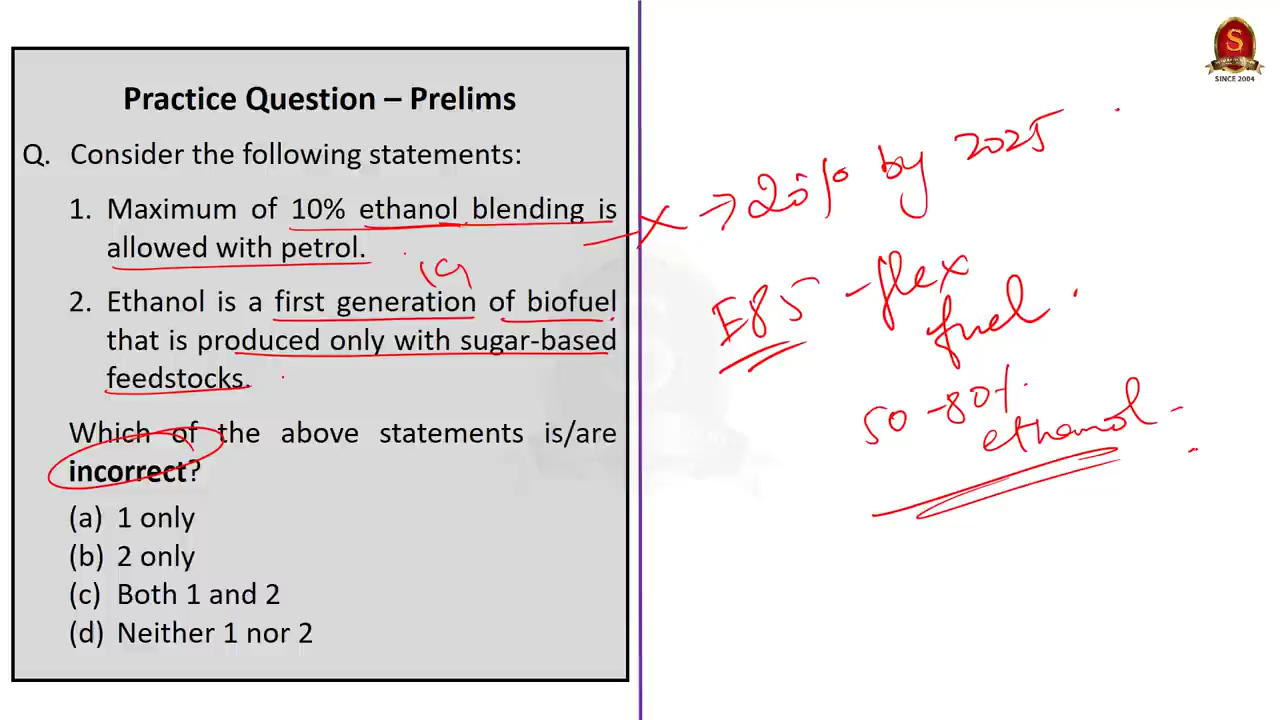 Practice Question – Prelims
Q. Consider the following statements:
1. Maximum of 10% ethanol blending is
allowed with petrol.
1G
2. Ethanol is a first generation of biofuel
that is produced only with sugar-based
feedstocks.
Which of the above statements is/are
incorrect?
(a) 1 only
(b) 2 only
(c) Both 1 and 2
(d) Neither 1 nor 2
S
SINCE 2004
X → 20% by 2025
E85 - flex
fuel
50-80%
ethanol